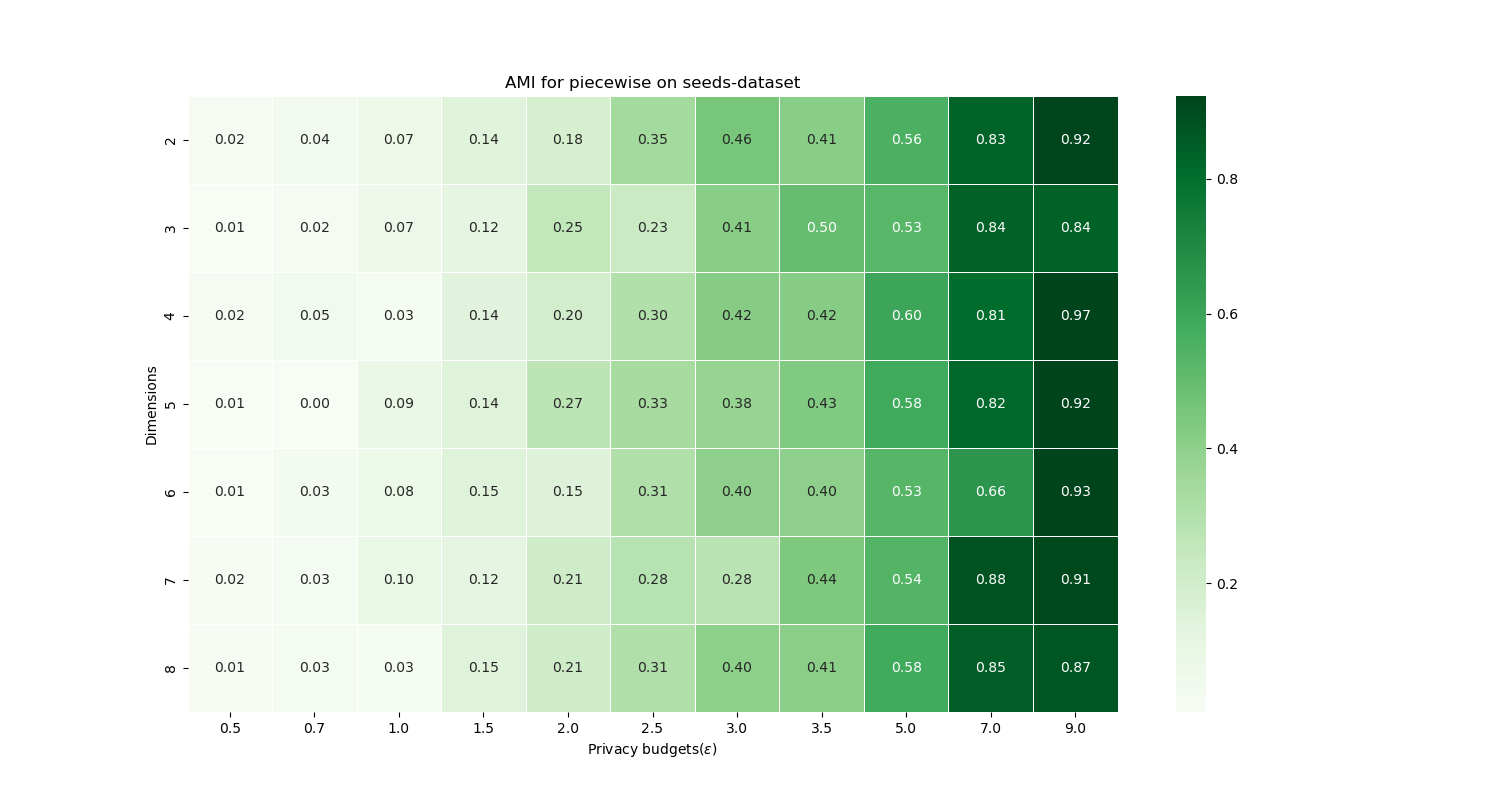 AMI for piecewise on seeds-dataset
2 0.02 0.04 0.07 0.14 0.18 0.35 0.46 0.41 0.56 0.83 0.92
3 0.01 0.02 0.07 0.12 0.25 0.23 0.41 0.50 0.53 0.84 0.84
4 0.02 0.05 0.03 0.14 0.20 0.30 0.42 0.42 0.60 0.81 0.97
5 0.01 0.00 0.09 0.14 0.27 0.33 0.38 0.43 0.58 0.82 0.92
6 0.01 0.03 0.08 0.15 0.15 0.31 0.40 0.40 0.53 0.66 0.93
7 0.02 0.03 0.10 0.12 0.21 0.28 0.28 0.44 0.54 0.88 0.91
8 0.01 0.03 0.03 0.15 0.21 0.31 0.40 0.41 0.58 0.85 0.87
0.5 0.7 1.0 1.5 2.0 2.5 3.0 3.5 5.0 7.0 9.0
Privacy budgets(ε)
Dimensions
0.8
0.6
0.4
0.2